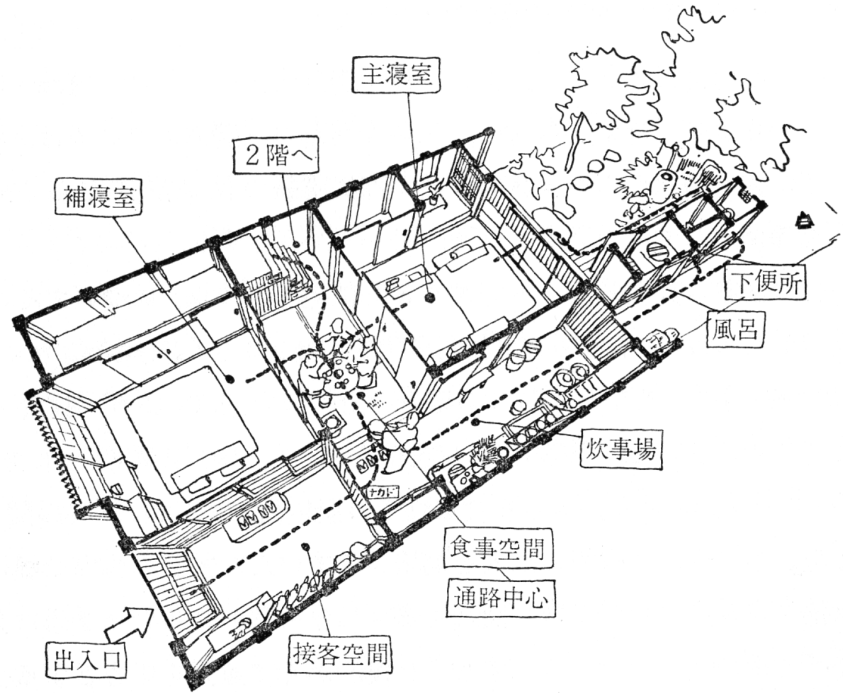 主寝室
2階へ
補寝室
下便所
風呂
炊事場
ナカド
食事空間
通路中心
接客空間
出入口